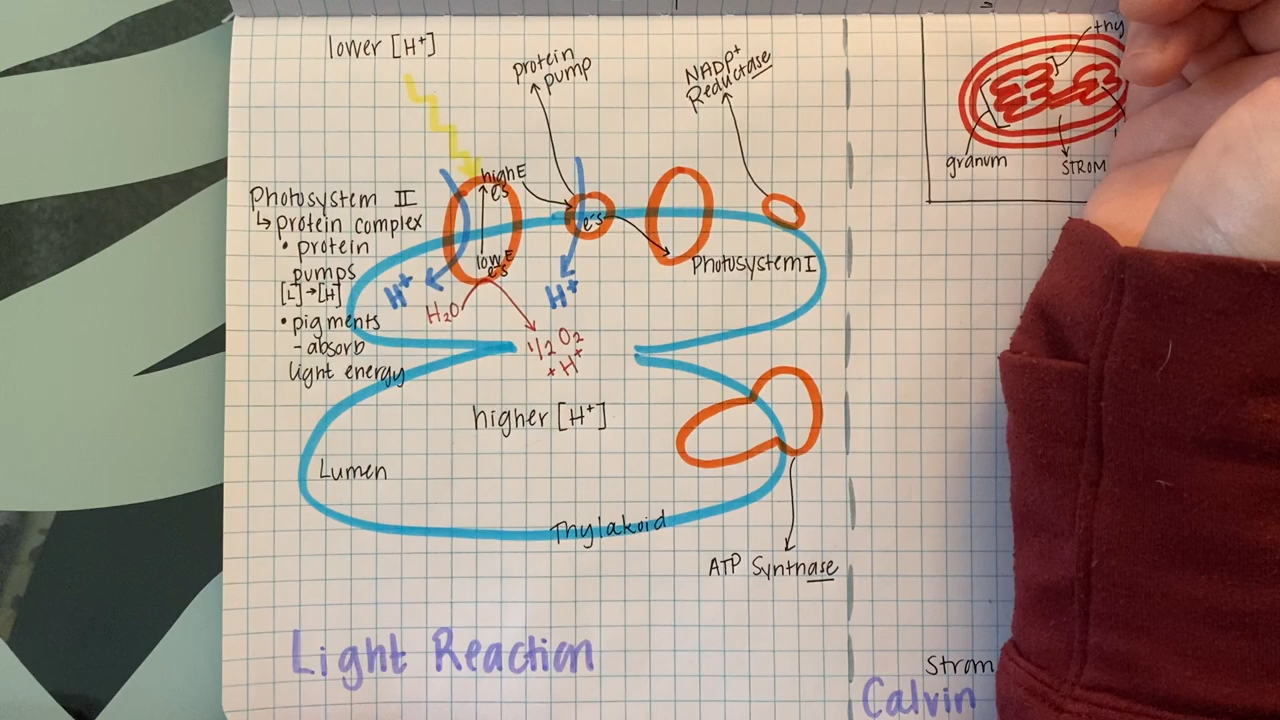 lower [H⁺]
protein
pump
NADP⁺
Reductase
thy
granum
STROM
Photosystem II
↳ protein complex
• protein
pumps
[L]→[H]
• pigments
- absorb
light energy
high E
e⁻s
low E
e⁻s
e⁻s
H⁺
H⁺
H₂O
½ O₂
+ H⁺
Photosystem I
higher [H⁺]
Lumen
Thylakoid
ATP Synthase
Light Reaction
Strom
Calvin